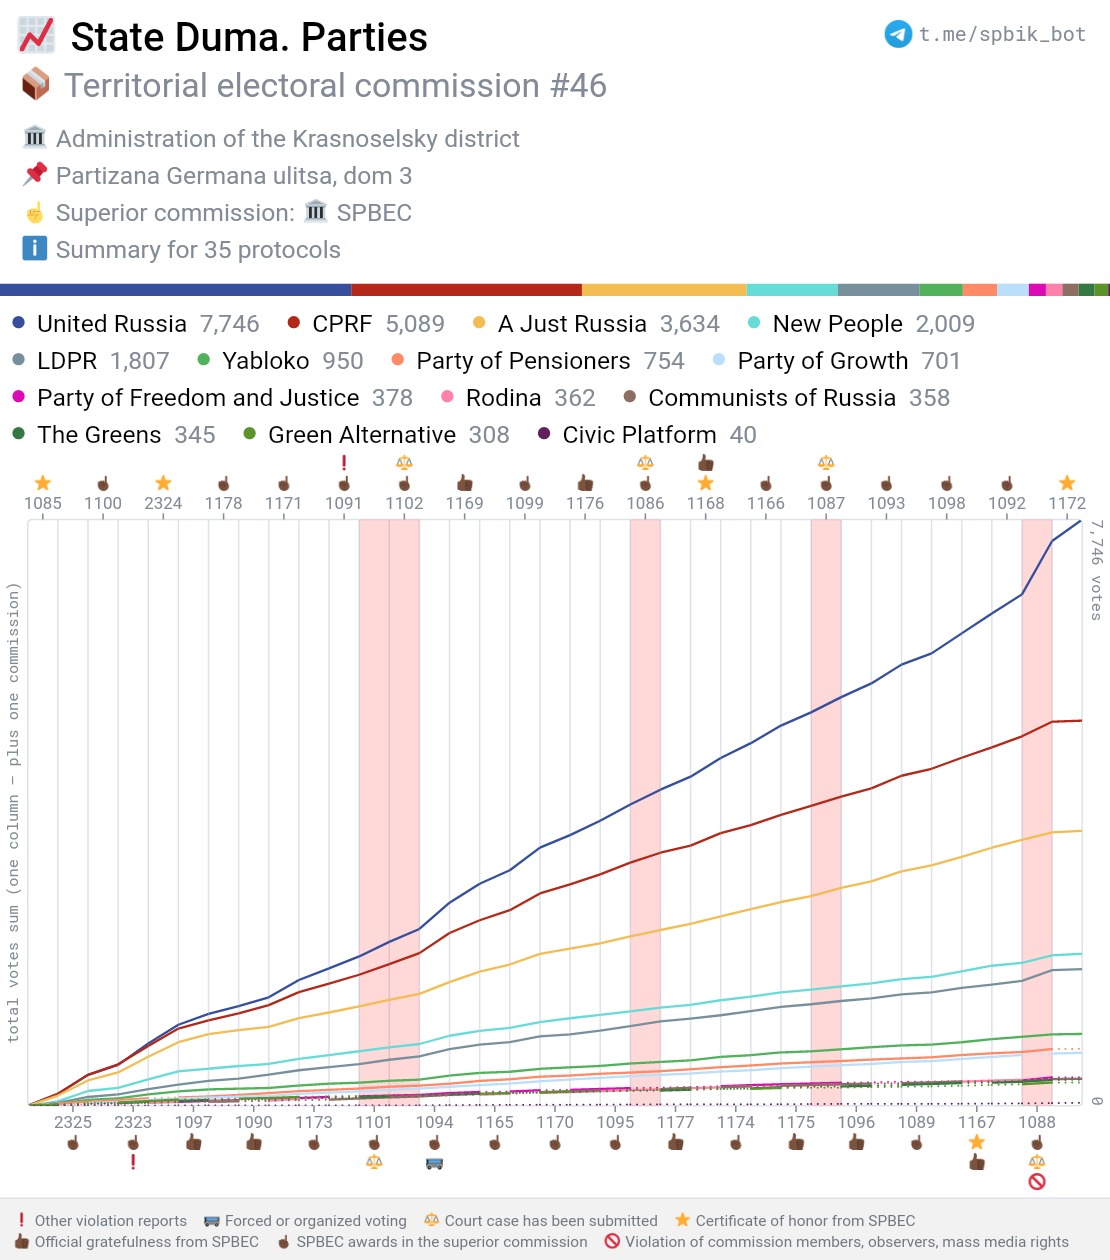 State Duma. Parties
t.me/spbik_bot
Territorial electoral commission #46
Administration of the Krasnoselsky district
Partizana Germana ulitsa, dom 3
Superior commission: SPBEC
Summary for 35 protocols
United Russia 7,746 CPRF 5,089 A Just Russia 3,634 New People 2,009
LDPR 1,807 Yabloko 950 Party of Pensioners 754 Party of Growth 701
Party of Freedom and Justice 378 Rodina 362 Communists of Russia 358
The Greens 345 Green Alternative 308 Civic Platform 40
1085 1100 2324 1178 1171 1091 1102 1169 1099 1176 1086 1168 1166 1087 1093 1098 1092 1172
7,746 votes
total votes sum (one column – plus one commission)
0
2325 2323 1097 1090 1173 1101 1094 1165 1170 1095 1177 1174 1175 1096 1089 1167 1088
Other violation reports Forced or organized voting Court case has been submitted Certificate of honor from SPBEC
Official gratefulness from SPBEC SPBEC awards in the superior commission Violation of commission members, observers, mass media rights